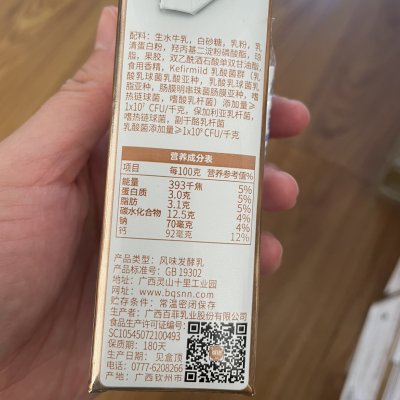 配料：生水牛乳，白砂糖，乳粉，乳
清蛋白粉，羟丙基二淀粉磷酸酯，琼
脂，果胶，双乙酰酒石酸单双甘油酯，
食用香精，Kefirmild 乳酸菌群（乳
酸乳球菌乳酸亚种，乳酸乳球菌乳
脂亚种，肠膜明串珠菌肠膜亚种，嗜
热链球菌，嗜酸乳杆菌）添加量≥
1x10⁶ CFU/千克，保加利亚乳杆菌，
嗜热链球菌，副干酪乳杆菌
乳酸菌添加量≥1x10⁹ CFU/千克
营养成分表
项目 每100克 营养参考值%
能量 393千焦 5%
蛋白质 3.0克 5%
脂肪 3.1克 5%
碳水化合物 12.5克 4%
钠 70毫克 4%
钙 92毫克 12%
产品类型：风味发酵乳
产品标准号：GB 19302
地址：广西灵山十里工业园
网址：www.bqsnn.com
贮存条件：常温密闭保存
生产者：广西百菲乳业股份有限公司
食品生产许可证编号：
SC10545072100493
保质期：180天
生产日期：见盒顶
电话：0777-6208266
产地：广西钦州市